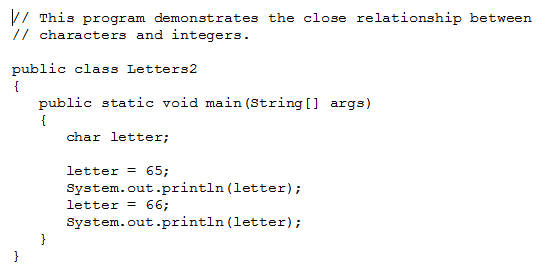 // This program demonstrates the close relationship between
// characters and integers.
public class Letters2
{
public static void main(String[] args)
{
char letter;
letter = 65;
System.out.println(letter);
letter = 66;
System.out.println(letter);
}
}